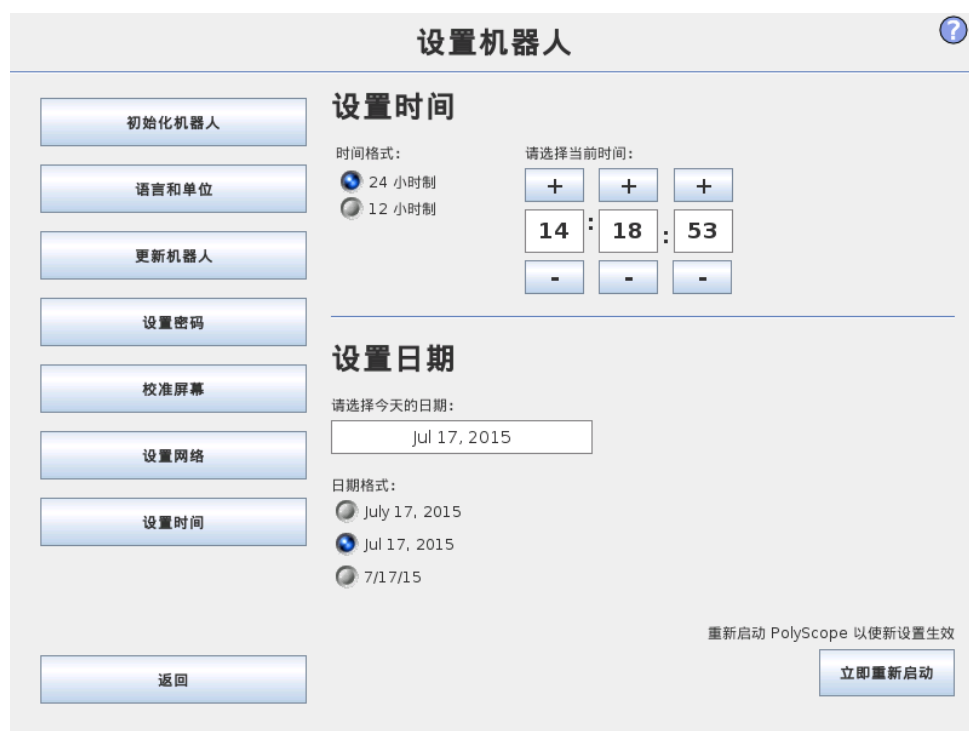 设置机器人
?
初始化机器人
语言和单位
更新机器人
设置密码
校准屏幕
设置网络
设置时间
返回
设置时间
时间格式:
24 小时制
12 小时制
请选择当前时间:
+ + +
14 : 18 : 53
- - -
设置日期
请选择今天的日期:
Jul 17, 2015
日期格式:
July 17, 2015
Jul 17, 2015
7/17/15
重新启动 PolyScope 以使新设置生效
立即重新启动